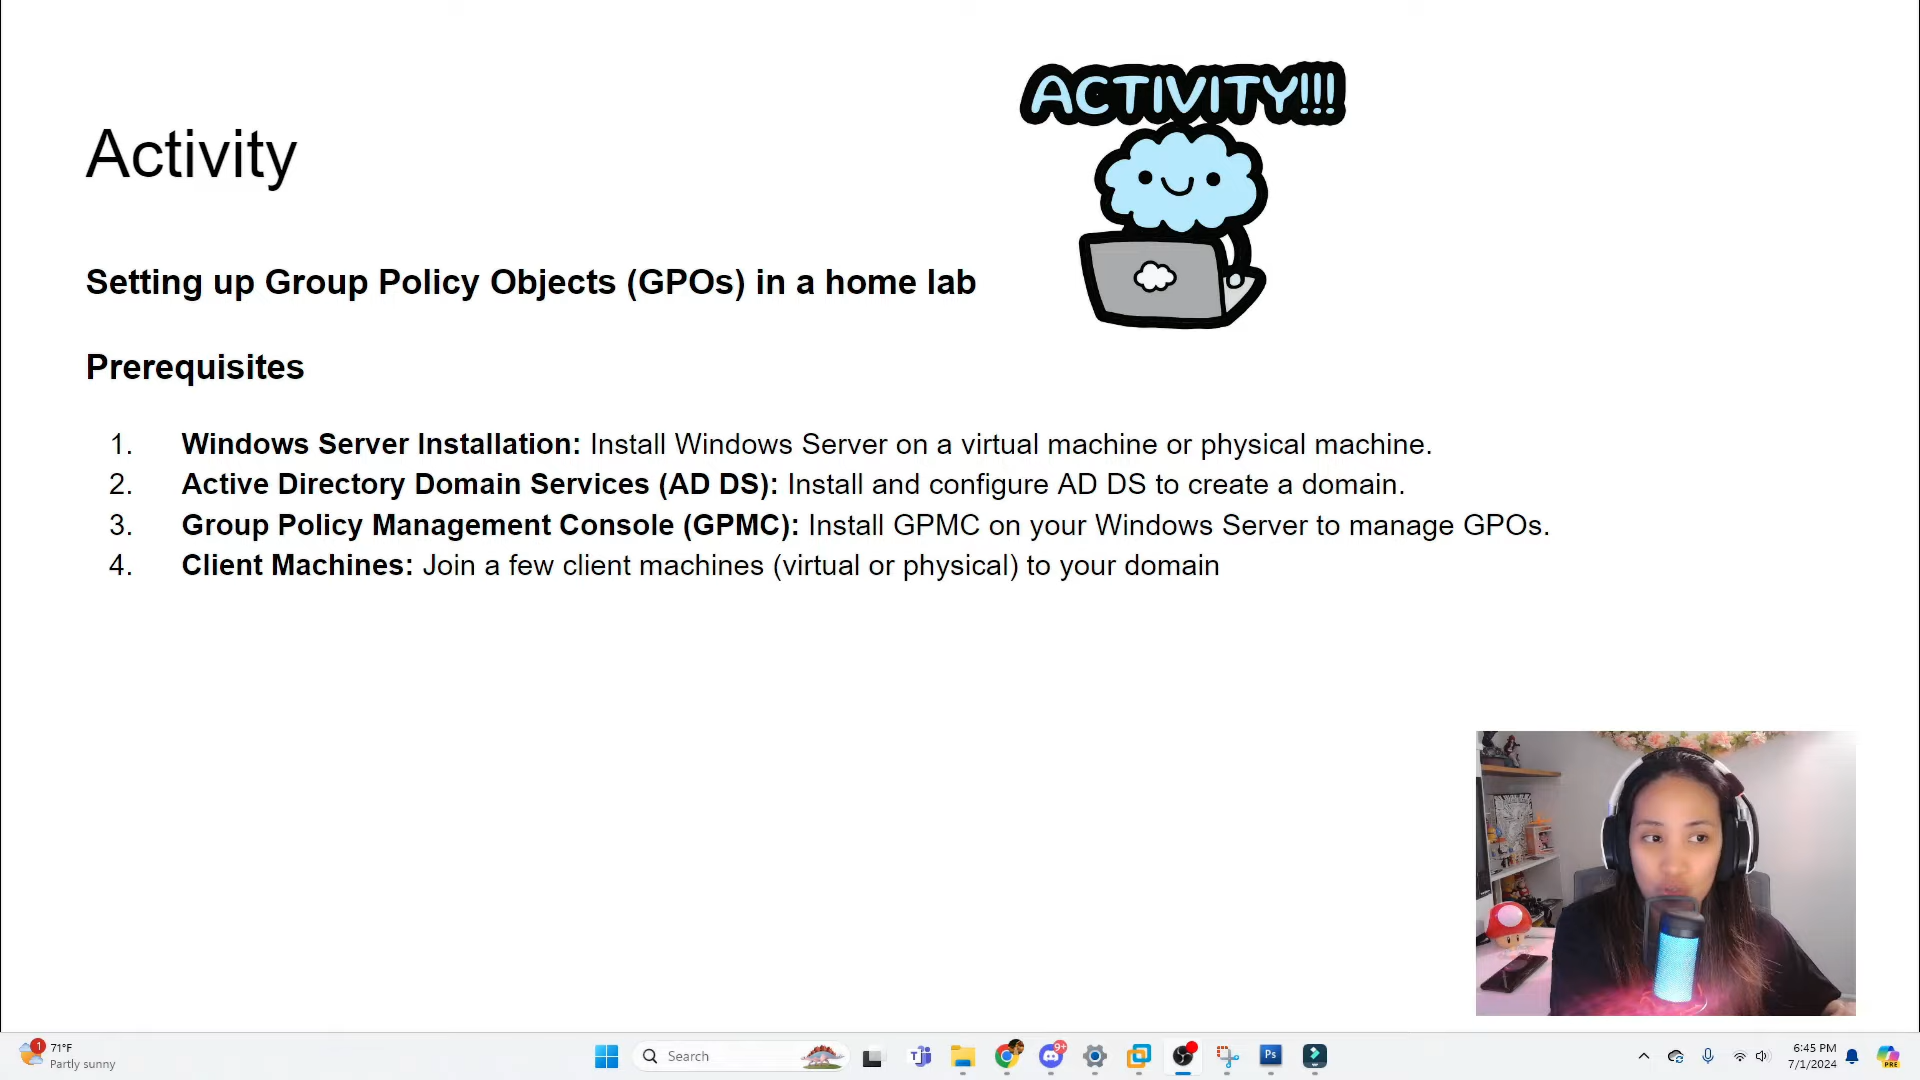 ACTIVITY!!!
Activity
Setting up Group Policy Objects (GPOs) in a home lab
Prerequisites
1. Windows Server Installation: Install Windows Server on a virtual machine or physical machine.
2. Active Directory Domain Services (AD DS): Install and configure AD DS to create a domain.
3. Group Policy Management Console (GPMC): Install GPMC on your Windows Server to manage GPOs.
4. Client Machines: Join a few client machines (virtual or physical) to your domain
1
71°F
Partly sunny
Search
9+
Ps
6:45 PM
7/1/2024
PRE